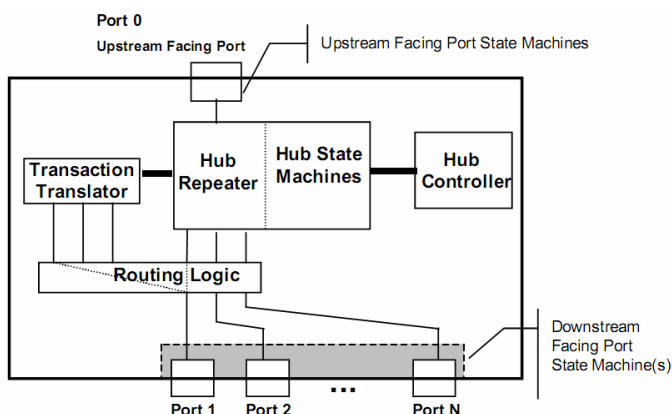 Port 0
Upstream Facing Port
Upstream Facing Port State Machines
Transaction
Translator
Hub
Repeater
Hub State
Machines
Hub
Controller
Routing Logic
Downstream
Facing Port
State Machine(s)
Port 1
Port 2
...
Port N